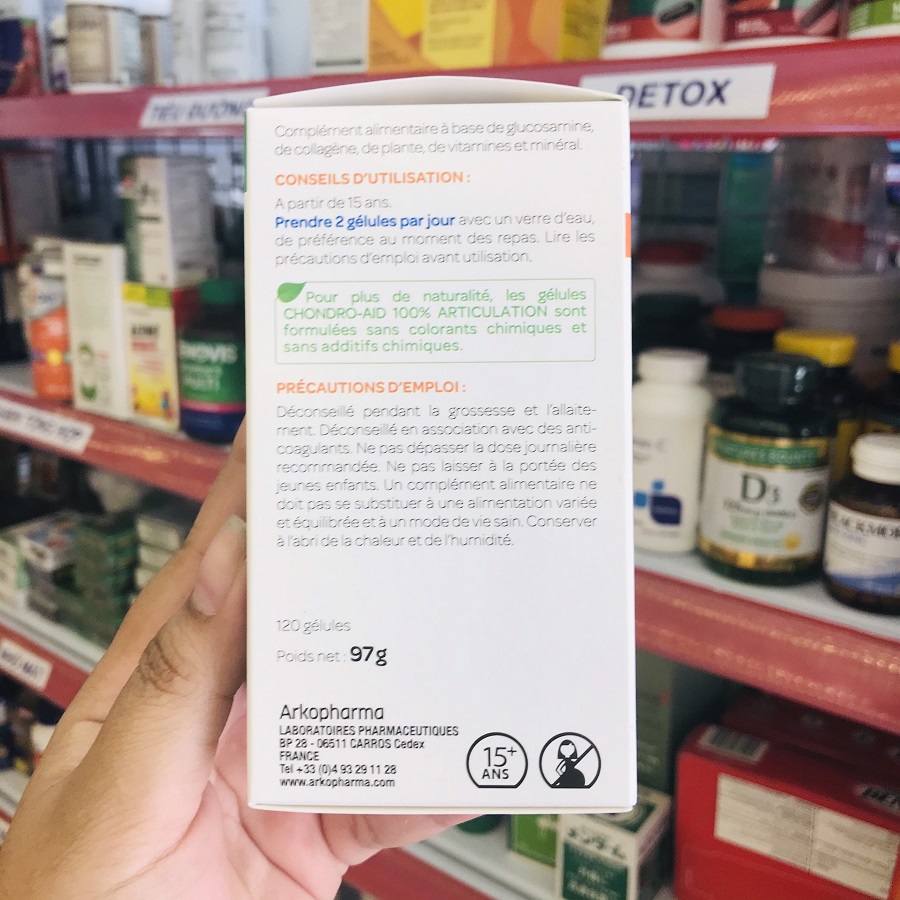 TIỂU ĐƯỜNG
DETOX
Complément alimentaire à base de glucosamine,
de collagène, de plante, de vitamines et minéral.
CONSEILS D'UTILISATION :
A partir de 15 ans.
Prendre 2 gélules par jour avec un verre d'eau,
de préférence au moment des repas. Lire les
précautions d'emploi avant utilisation.
Pour plus de naturalité, les gélules
CHONDRO-AID 100% ARTICULATION sont
formulées sans colorants chimiques et
sans additifs chimiques.
PRÉCAUTIONS D'EMPLOI :
Déconseillé pendant la grossesse et l'allaite-
ment. Déconseillé en association avec des anti-
coagulants. Ne pas dépasser la dose journalière
recommandée. Ne pas laisser à la portée des
jeunes enfants. Un complément alimentaire ne
doit pas se substituer à une alimentation variée
et équilibrée et à un mode de vie sain. Conserver
à l'abri de la chaleur et de l'humidité.
120 gélules
Poids net : 97g
Arkopharma
LABORATOIRES PHARMACEUTIQUES
BP 28 - 06511 CARROS Cedex
FRANCE
Tel +33 (0)4 93 29 11 28
www.arkopharma.com
15+
ANS
NATURE'S BOUNTY
D3